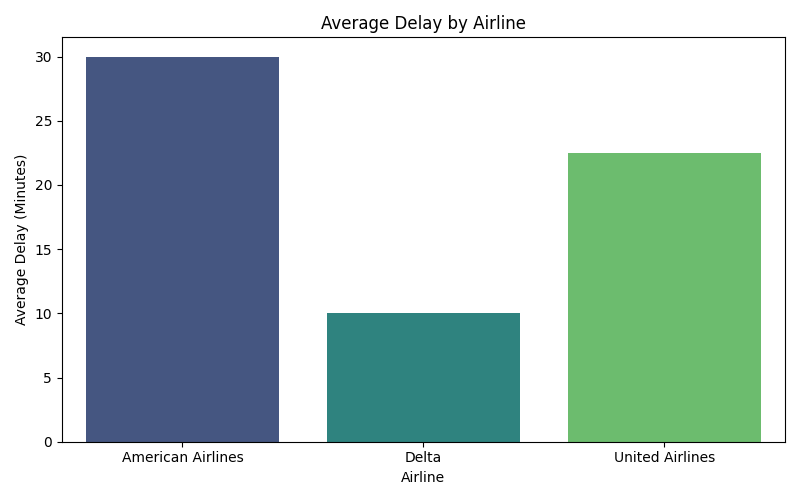 Average Delay by Airline
Average Delay (Minutes)
30
25
20
15
10
5
0
American Airlines Delta United Airlines
Airline